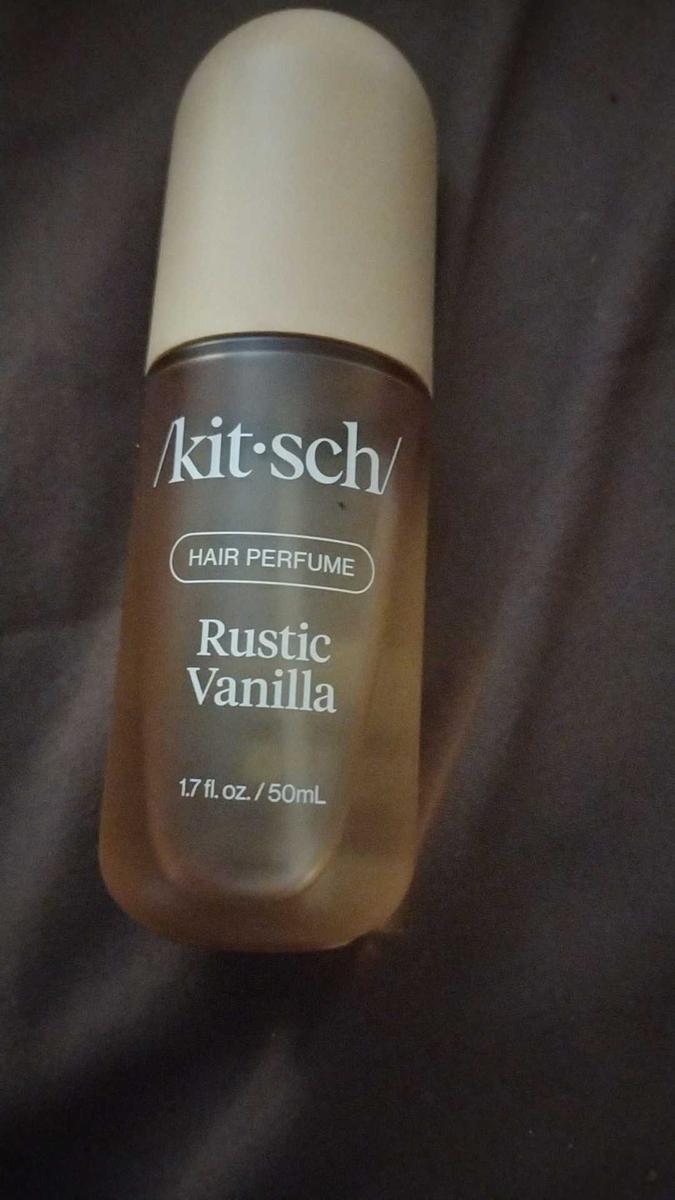 /kit·sch/
HAIR PERFUME
Rustic
Vanilla
1.7 fl. oz. / 50mL